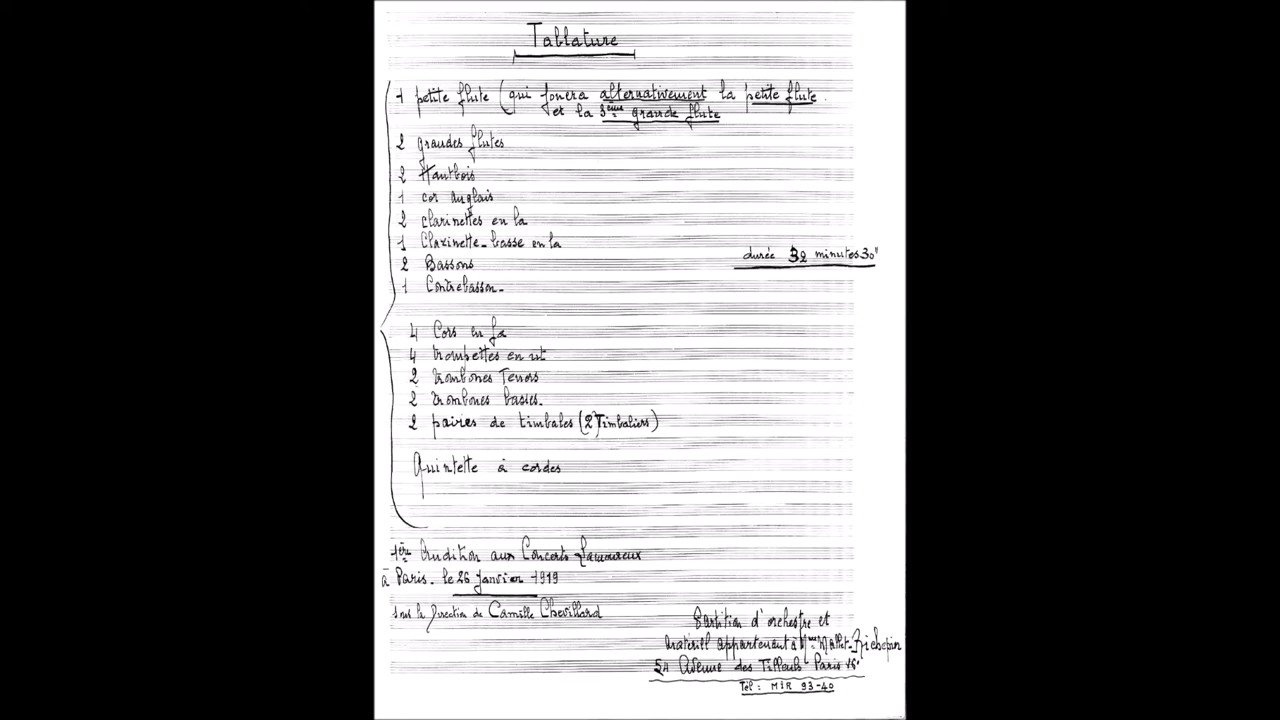 Tablature
1 petite flute (qui jouera alternativement la petite flute.
et la 3ème grande flute
2 grandes flutes
2 Hautbois
1 cor anglais
2 clarinettes en la
1 Clarinette-basse en la
2 Bassons
1 Contrebasson.
durée 32 minutes 30"
4 Cors en fa
4 trompettes en ut
2 trombones Tenors
2 trombones basses.
2 paires de timbales (2 Timbaliers)
Quintette à cordes
1ère Audition aux Concerts Lamoureux
à Paris. le 26 Janvier 1919
sous la Direction de Camille Chevillard
Partition d'orchestre et
matériel appartenant à Mme Mallet-Richepin
24 Avenue des Tilleuls Paris
Tél: MIR 93-40